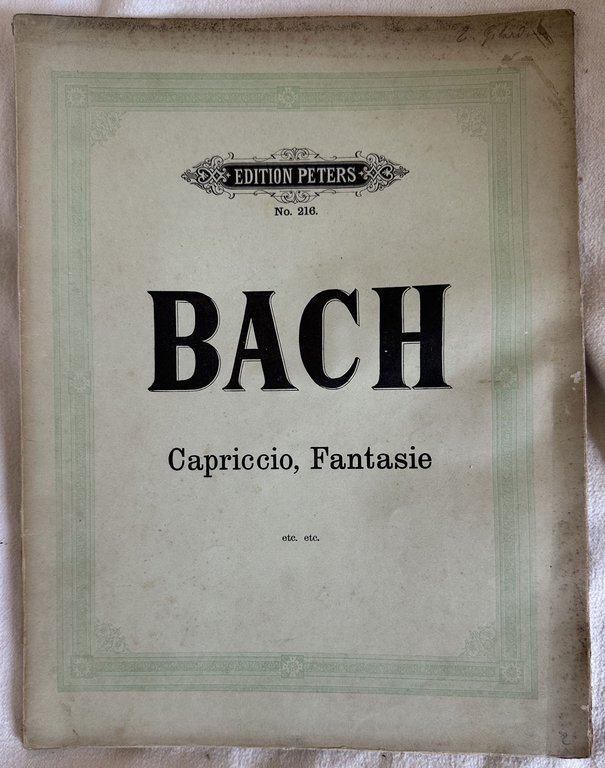 EDITION PETERS
No. 216.
BACH
Capriccio, Fantasie
etc. etc.